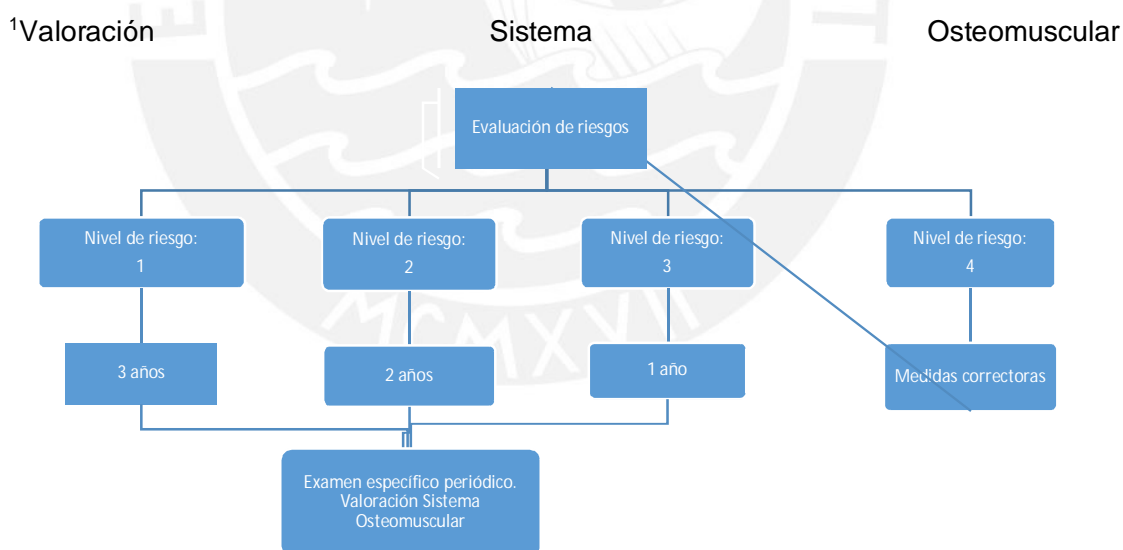 ¹Valoración Sistema Osteomuscular
Evaluación de riesgos
Nivel de riesgo:
1
Nivel de riesgo:
2
Nivel de riesgo:
3
Nivel de riesgo:
4
3 años
2 años
1 año
Medidas correctoras
Examen específico periódico.
Valoración Sistema
Osteomuscular
MCMXVII